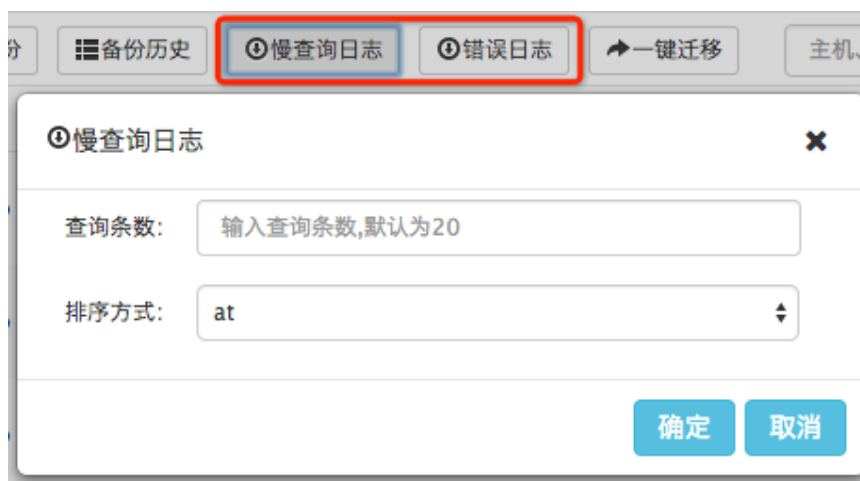 份 备份历史 慢查询日志 错误日志 一键迁移 主机、
慢查询日志
查询条数: 输入查询条数,默认为20
排序方式: at
确定 取消